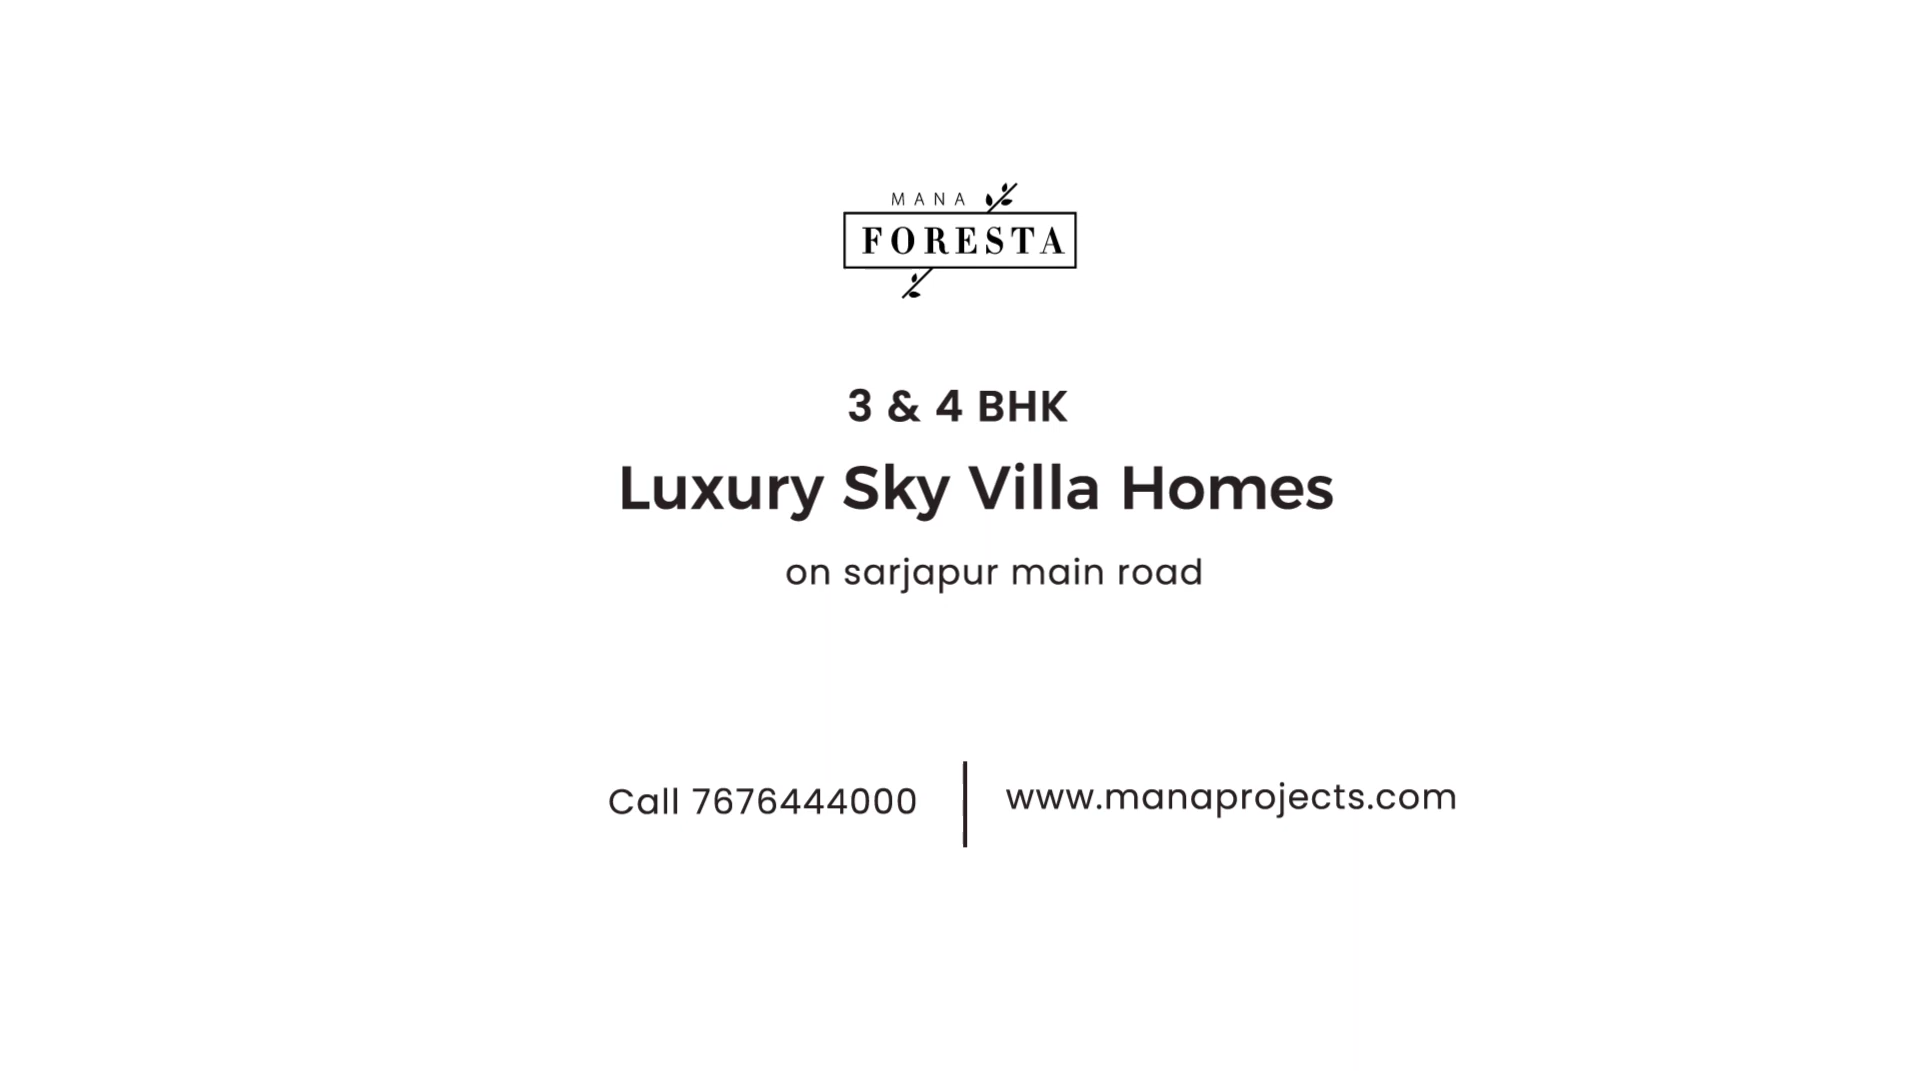 MANA
FORESTA
3 & 4 BHK
Luxury Sky Villa Homes
on sarjapur main road
Call 7676444000
www.manaprojects.com